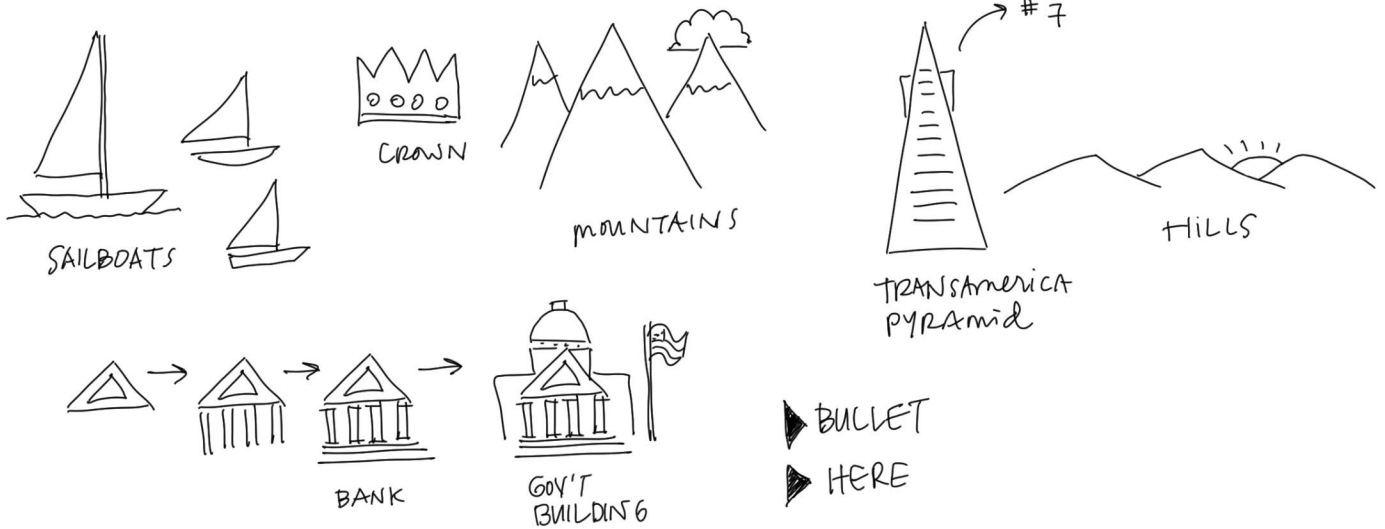 # 7
CROWN
MOUNTAINS
HILLS
SAILBOATS
TRANSAMERICA
PYRAMID
BULLET
HERE
BANK
GOV'T
BUILDING